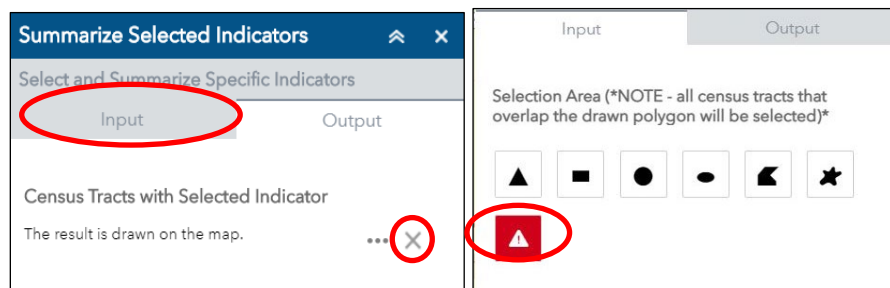 Summarize Selected Indicators
Select and Summarize Specific Indicators
Input
Output
Census Tracts with Selected Indicator
The result is drawn on the map.
Input
Output
Selection Area (*NOTE - all census tracts that
overlap the drawn polygon will be selected)*